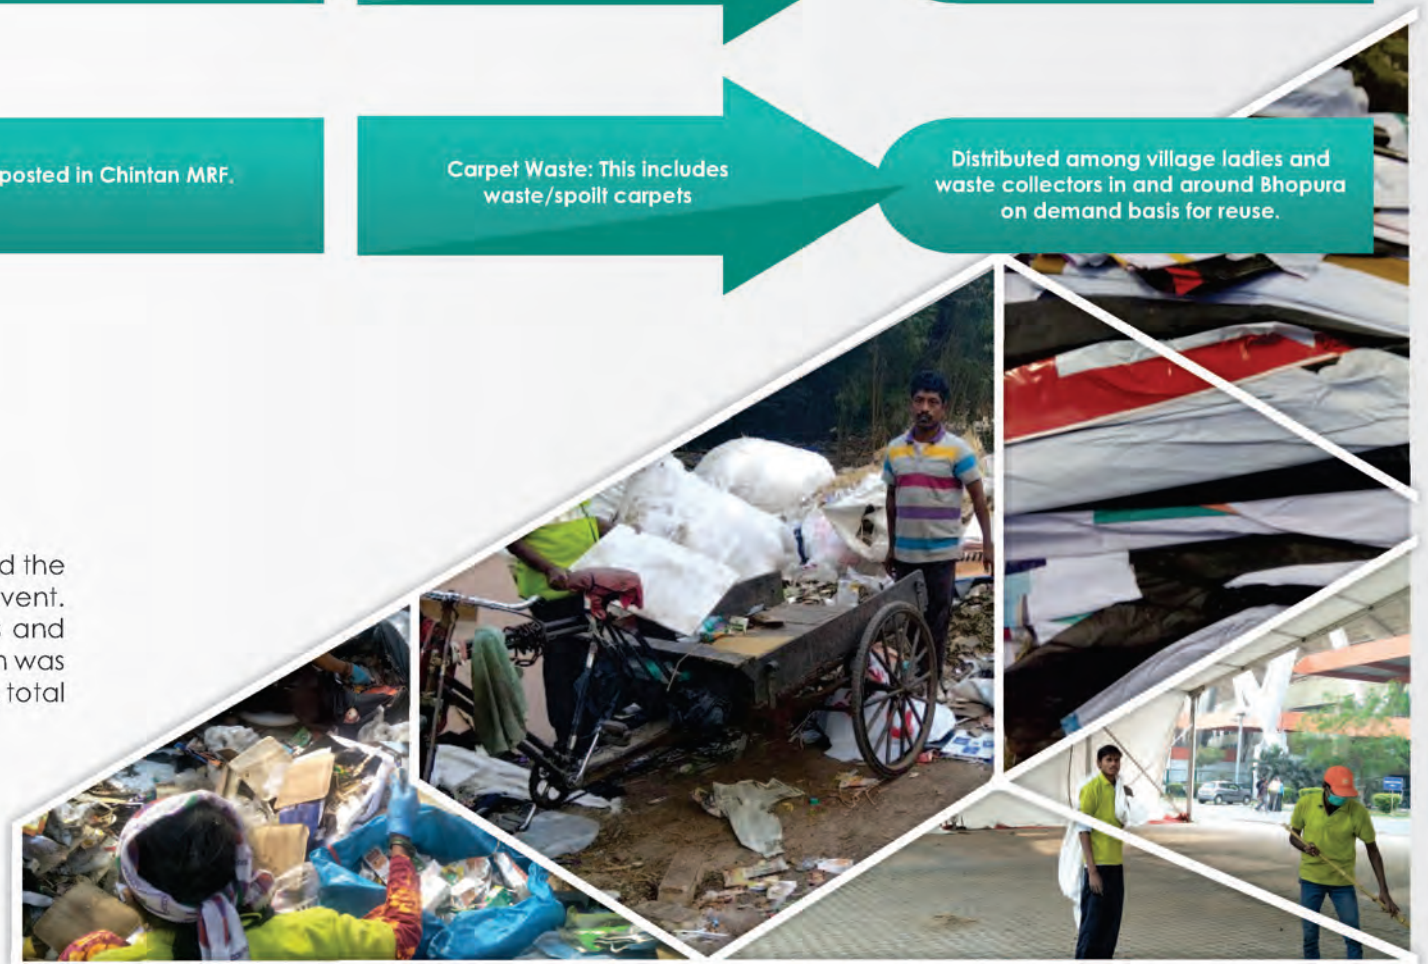 posted in Chintan MRF.
Carpet Waste: This includes
waste/spoilt carpets
Distributed among village ladies and
waste collectors in and around Bhopura
on demand basis for reuse.
d the
vent.
s and
n was
total